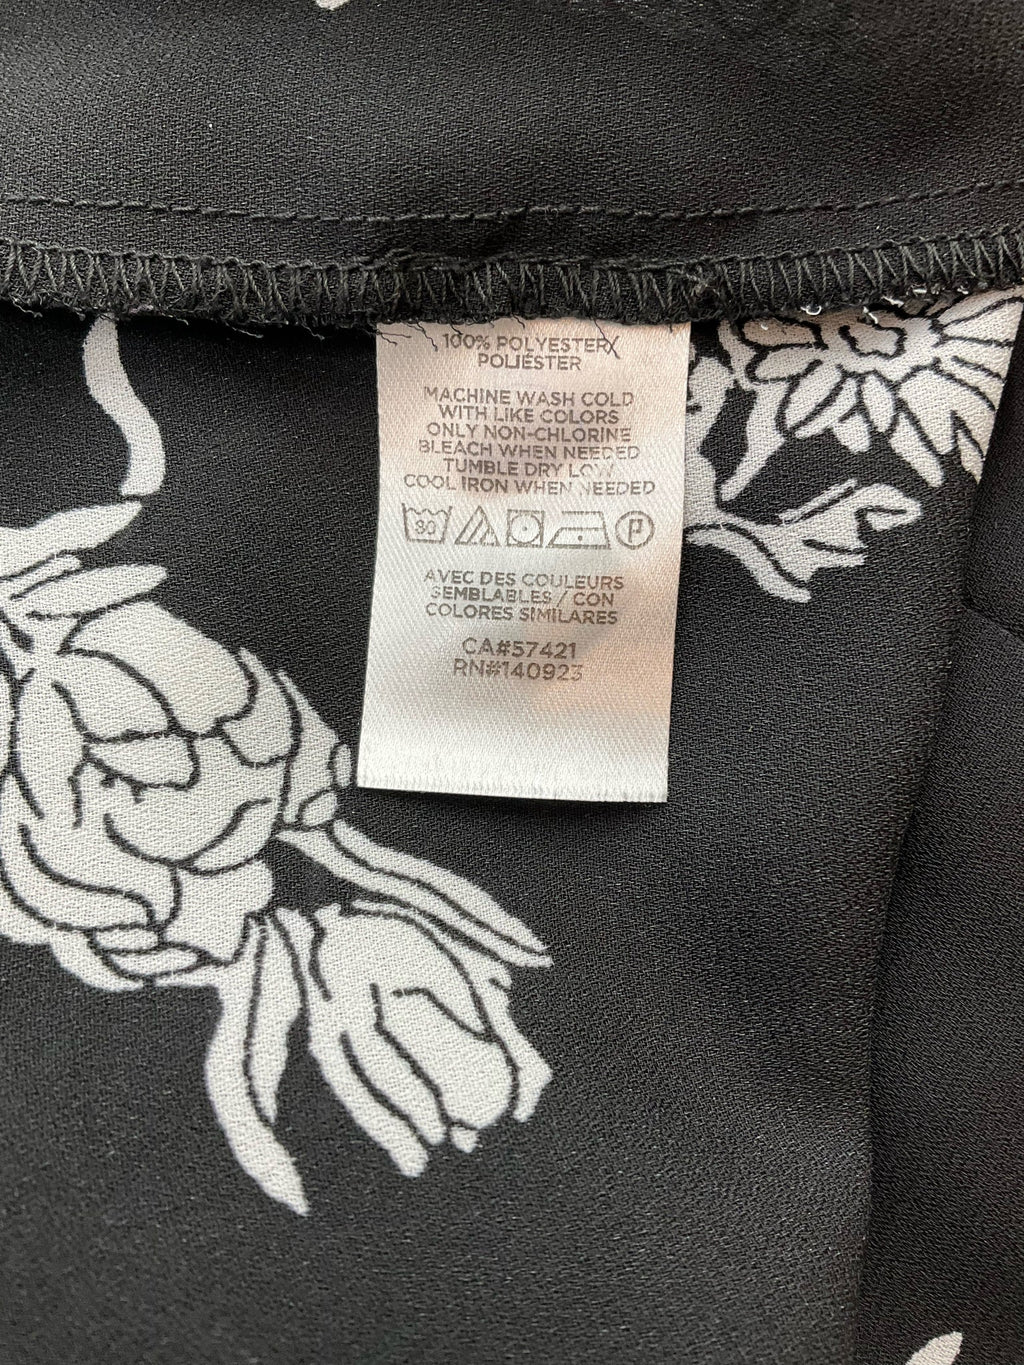 100% POLYESTER/
POLIÉSTER
MACHINE WASH COLD
WITH LIKE COLORS
ONLY NON-CHLORINE
BLEACH WHEN NEEDED
TUMBLE DRY LOW
COOL IRON WHEN NEEDED
30 P
AVEC DES COULEURS
SEMBLABLES / CON
COLORES SIMILARES
CA#57421
RN#140923